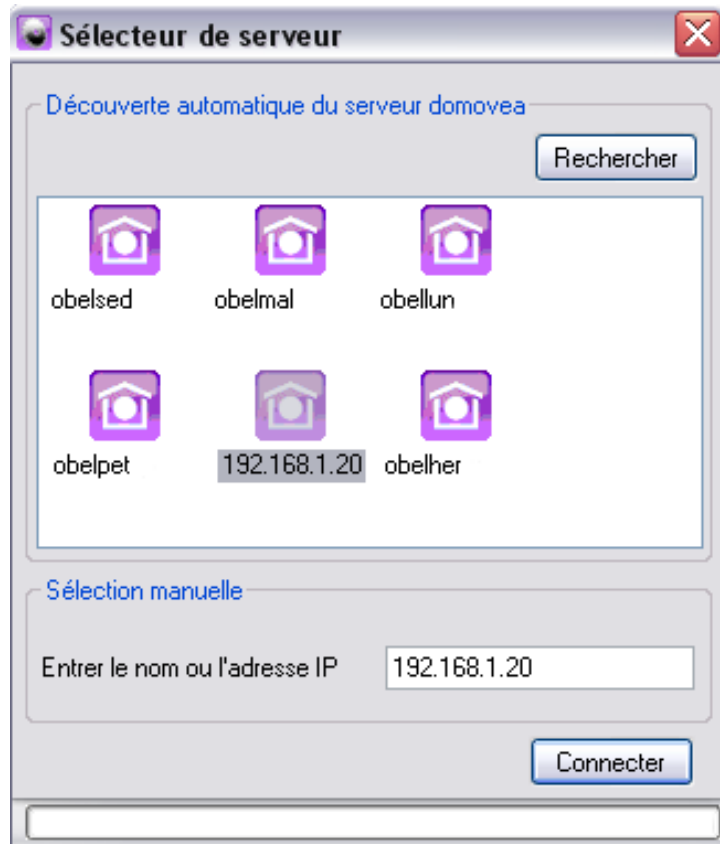 Sélecteur de serveur
Découverte automatique du serveur domovea
Rechercher
obelsed obelmal obellun
obelpet 192.168.1.20 obelher
Sélection manuelle
Entrer le nom ou l'adresse IP 192.168.1.20
Connecter